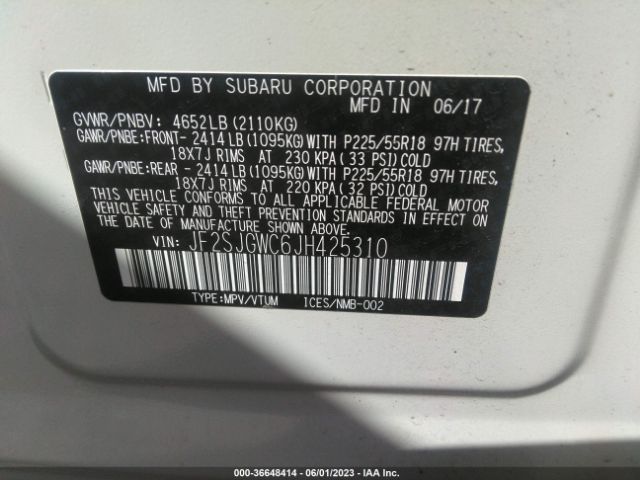 MFD BY SUBARU CORPORATION
MFD IN 06/17
GVWR/PNBV: 4652LB (2110KG)
GAWR/PNBE:FRONT- 2414 LB (1095KG)WITH P225/55R18 97H TIRES,
18X7J RIMS AT 230 KPA ( 33 PSI)COLD
GAWR/PNBE:REAR - 2414 LB (1095KG)WITH P225/55R18 97H TIRES,
18X7J RIMS AT 220 KPA ( 32 PSI)COLD
THIS VEHICLE CONFORMS TO ALL APPLICABLE FEDERAL MOTOR
VEHICLE SAFETY AND THEFT PREVENTION STANDARDS IN EFFECT ON
THE DATE OF MANUFACTURE SHOWN ABOVE.
VIN: JF2SJGWC6JH425310
TYPE:MPV/VTUM ICES/NMB-002
000-36648414 - 06/01/2023 - IAA Inc.